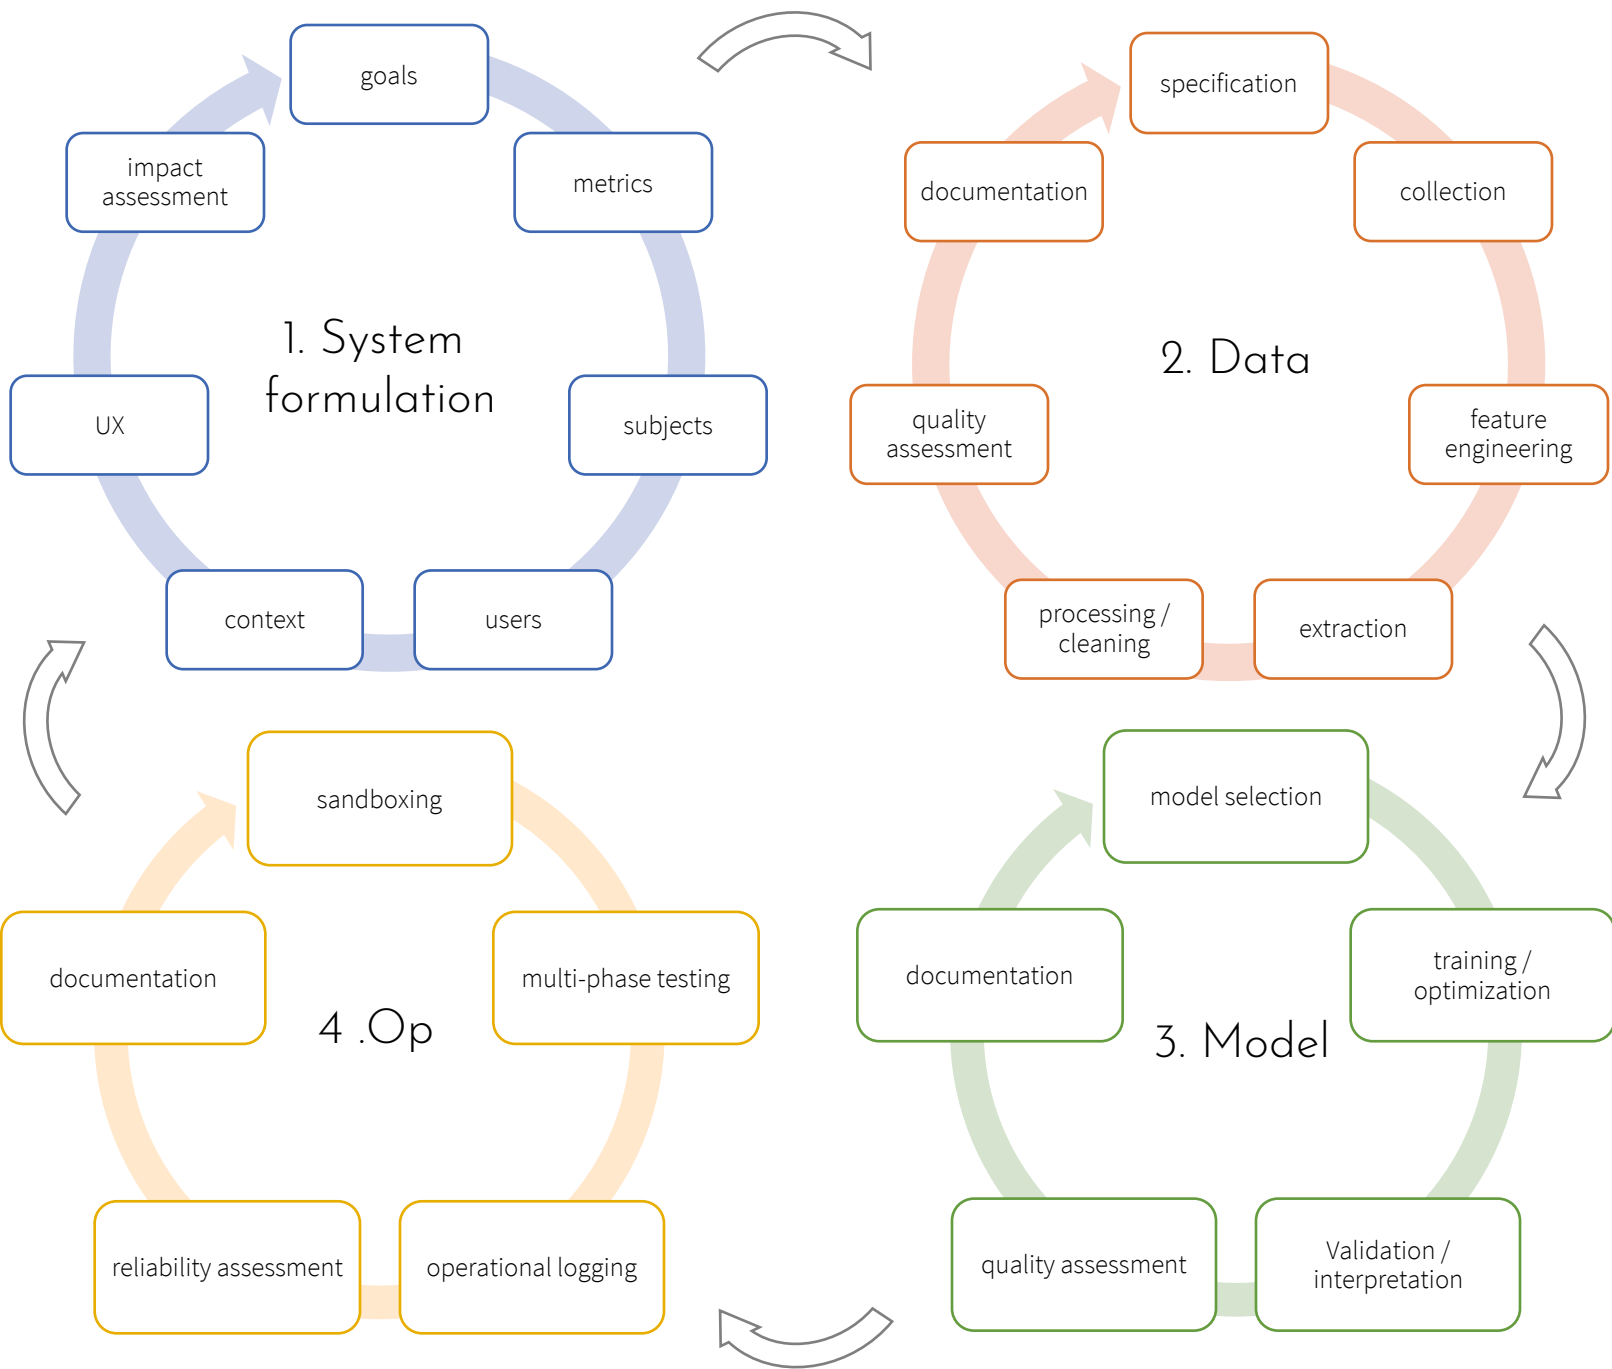 1. System
formulation
goals
metrics
subjects
users
context
UX
impact
assessment
2. Data
specification
collection
feature
engineering
extraction
processing /
cleaning
quality
assessment
documentation
3. Model
model selection
training /
optimization
Validation /
interpretation
quality assessment
documentation
4 .Op
sandboxing
multi-phase testing
operational logging
reliability assessment
documentation